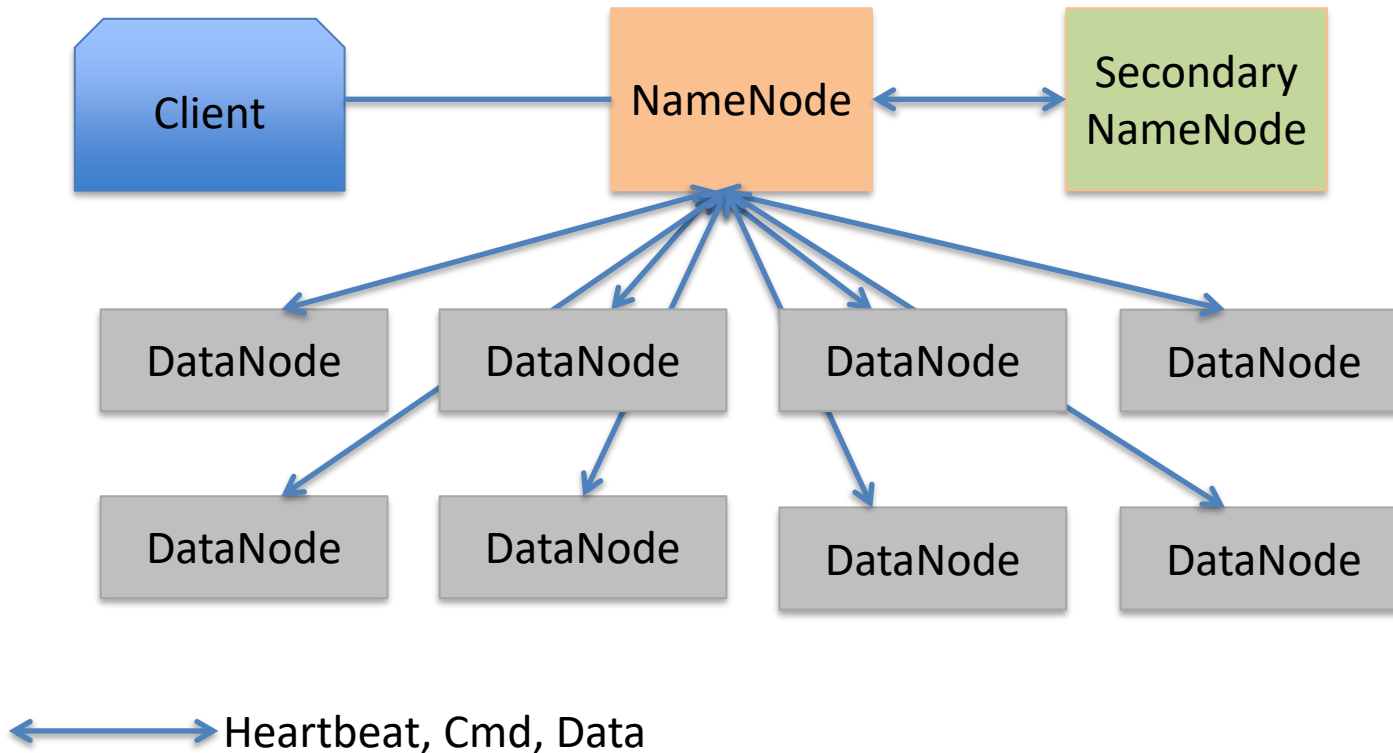 Client
NameNode
Secondary
NameNode
DataNode
DataNode
DataNode
DataNode
DataNode
DataNode
DataNode
DataNode
Heartbeat, Cmd, Data